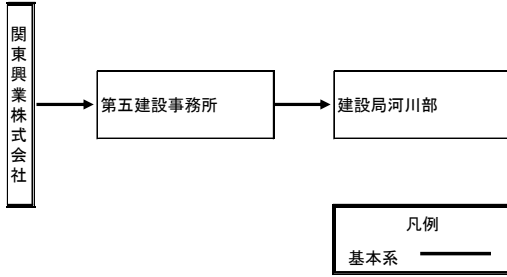 関東興業株式会社
第五建設事務所
建設局河川部
凡例
基本系